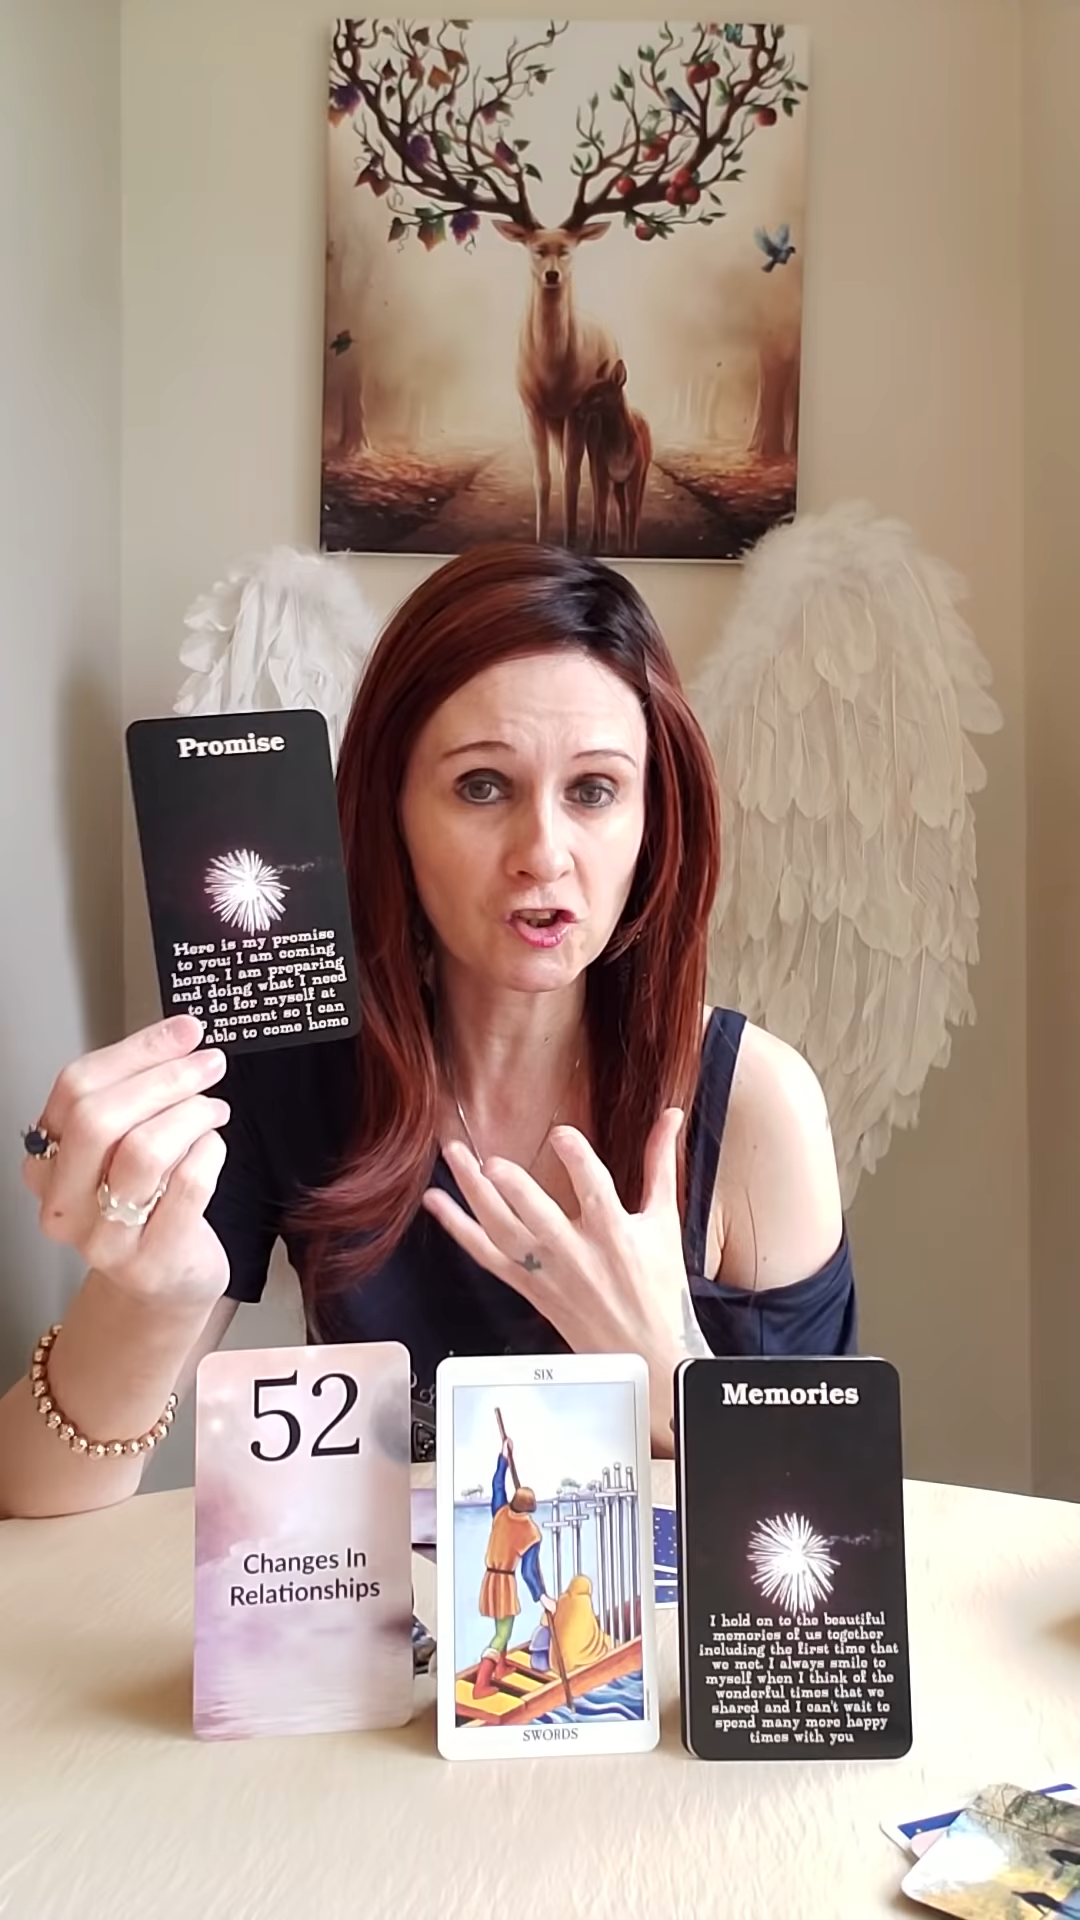 Promise
Here is my promise
to you: I am coming
home. I am preparing
and doing what I need
to do for myself at
moment so I can
able to come home
52
Changes In
Relationships
SIX
SWORDS
Memories
I hold on to the beautiful
memories of us together
including the first time that
we met. I always smile to
myself when I think of the
wonderful times that we
shared and I can't wait to
spend many more happy
times with you